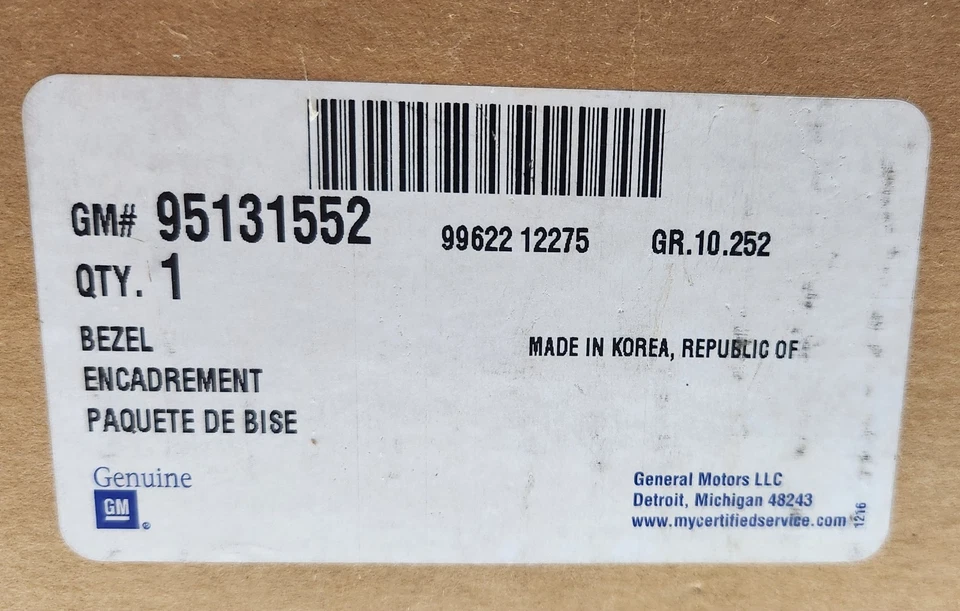 GM# 95131552
99622 12275
GR.10.252
QTY. 1
BEZEL
MADE IN KOREA, REPUBLIC OF
ENCADREMENT
PAQUETE DE BISE
Genuine
GM
General Motors LLC
Detroit, Michigan 48243
www.mycertifiedservice.com
1216